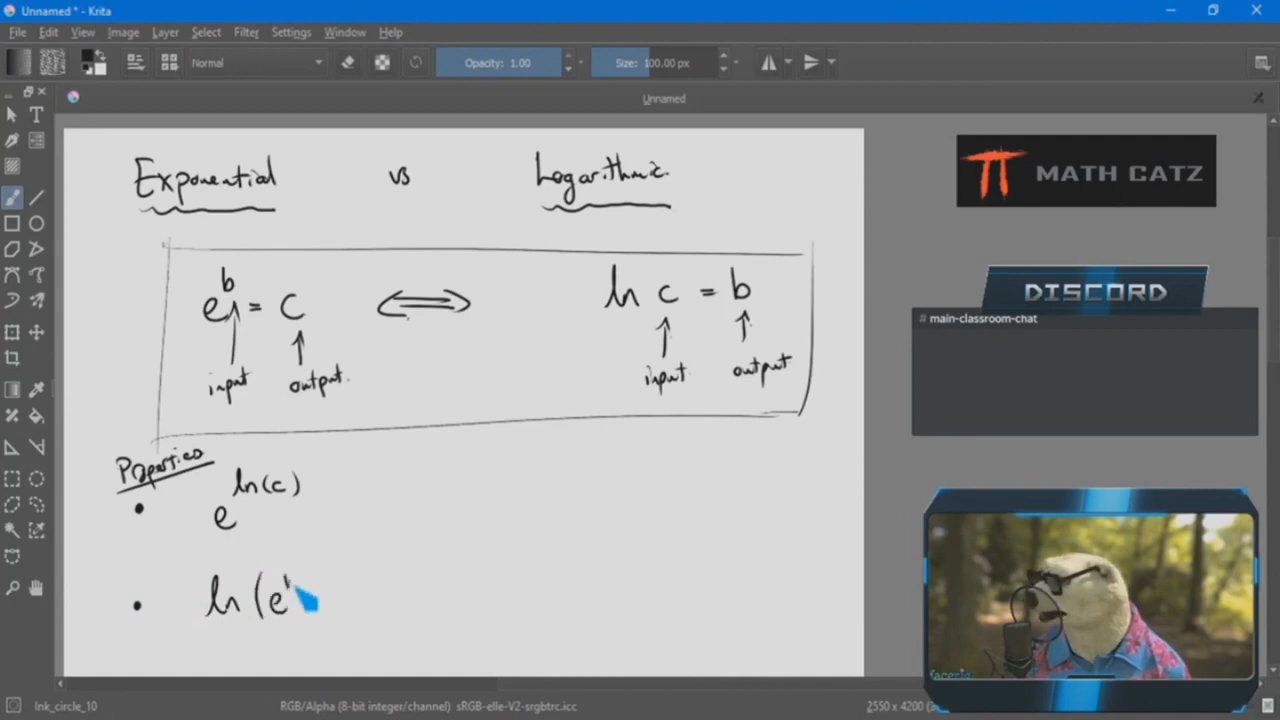 Unnamed * - Krita
File Edit View Image Layer Select Filter Settings Window Help
Normal Opacity: 1.00 Size: 100.00 px
Unnamed
Exponential vs Logarithmic
e^b = c ⟺ ln c = b
input output input output
Properties
• e^ln(c)
• ln(e
π MATH CATZ
DISCORD
# main-classroom-chat
facerig
Ink_circle_10 RGB/Alpha (8-bit integer/channel) sRGB-elle-V2-srgbtrc.icc 2550 x 4200